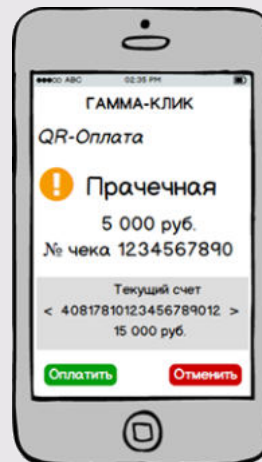 ABC 02:35 PM
ГАММА-КЛИК
QR-Оплата
! Прачечная
5 000 руб.
№ чека 1234567890
Текущий счет
< 40817810123456789012 >
15 000 руб.
Оплатить Отменить